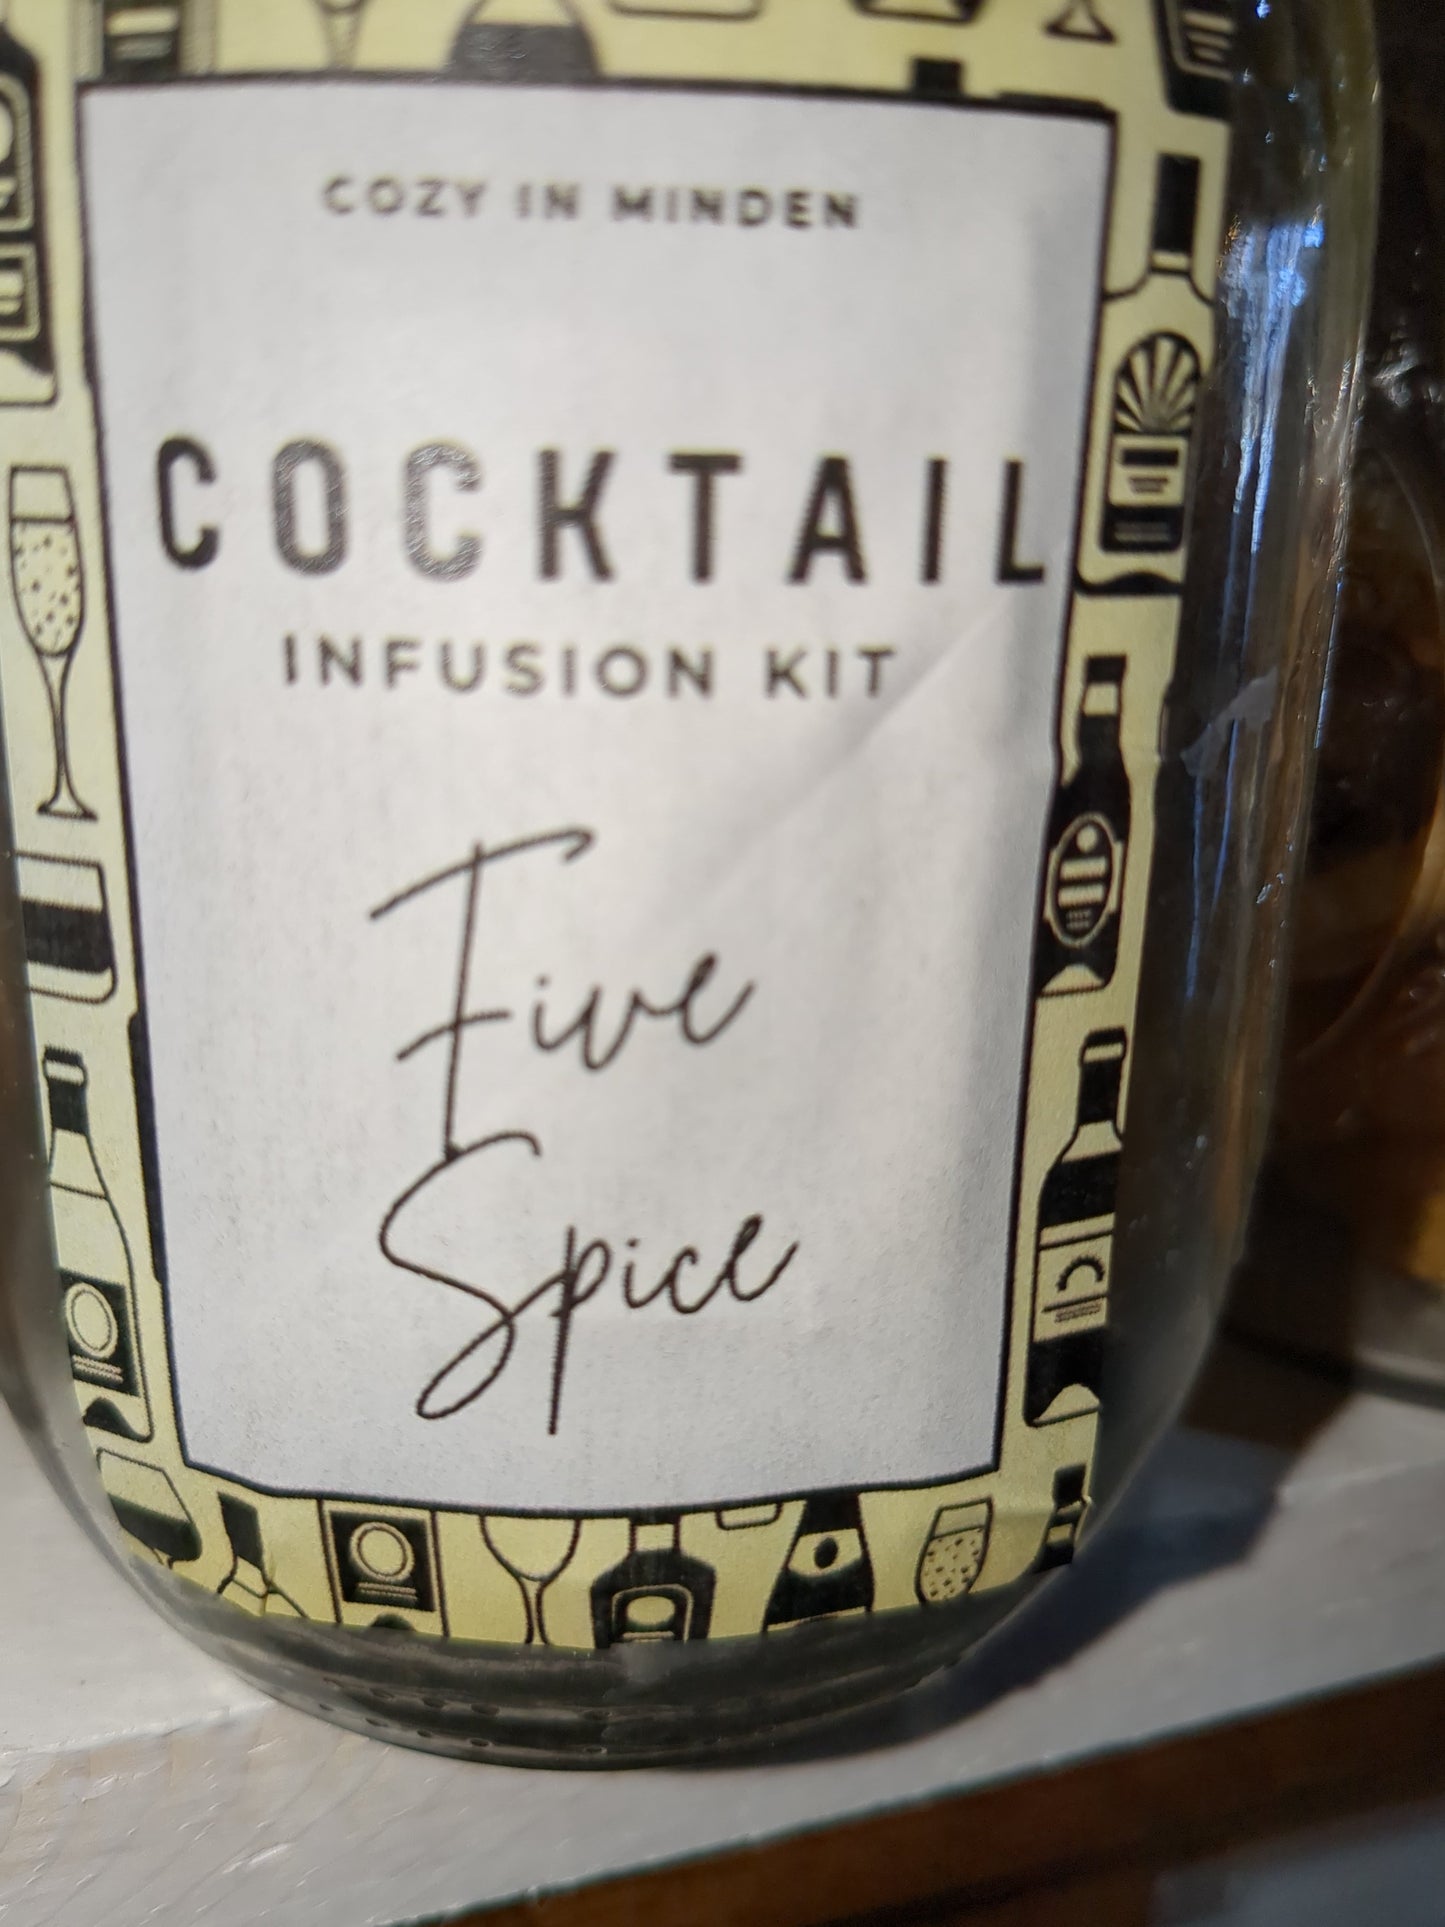 COZY IN MINDEN
COCKTAIL
INFUSION KIT
Five
Spice